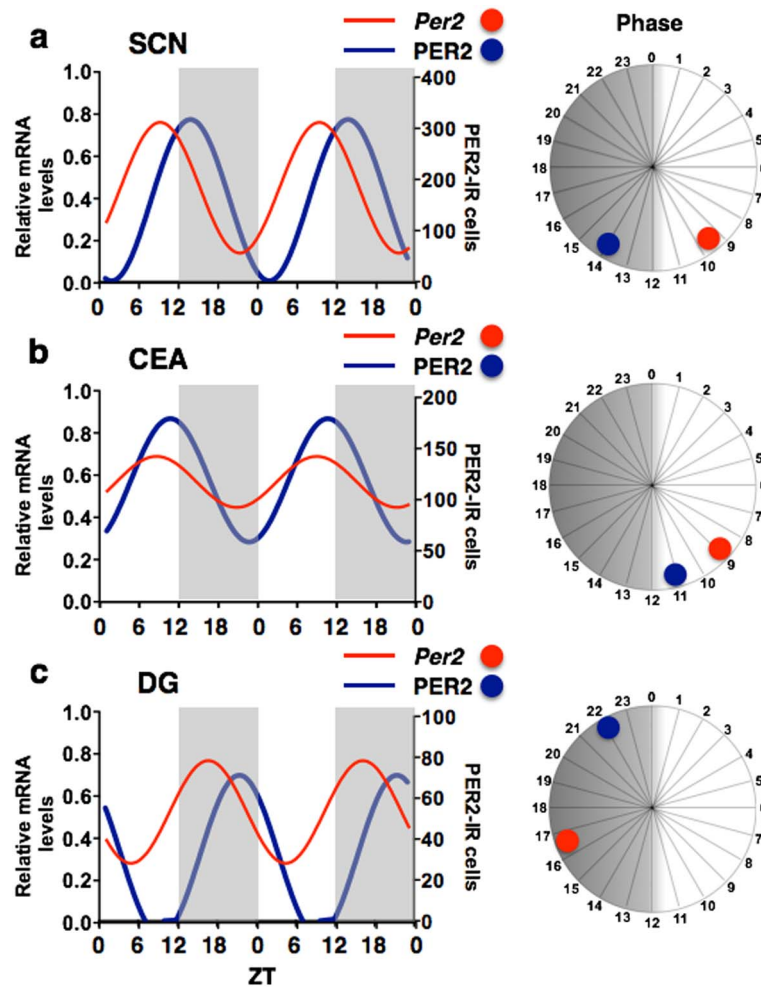 a
SCN
Per2
PER2
Phase
Relative mRNA
levels
1.0
0.8
0.6
0.4
0.2
0.0
400
300
200
100
0
PER2-IR cells
0 6 12 18 0 6 12 18 0
0 1 2 3 4 5 7 8 9 10 11 12 13 14 15 16 17 18 19 20 21 22 23
b
CEA
Per2
PER2
Relative mRNA
levels
1.0
0.8
0.6
0.4
0.2
0.0
200
150
100
50
0
PER2-IR cells
0 6 12 18 0 6 12 18 0
0 1 2 3 4 5 7 8 9 10 11 12 13 14 15 16 17 18 19 20 21 22 23
c
DG
Per2
PER2
Relative mRNA
levels
1.0
0.8
0.6
0.4
0.2
0.0
100
80
60
40
20
0
PER2-IR cells
0 6 12 18 0 6 12 18 0
ZT
0 1 2 3 4 5 7 8 9 10 11 12 13 14 15 16 17 18 19 20 21 22 23